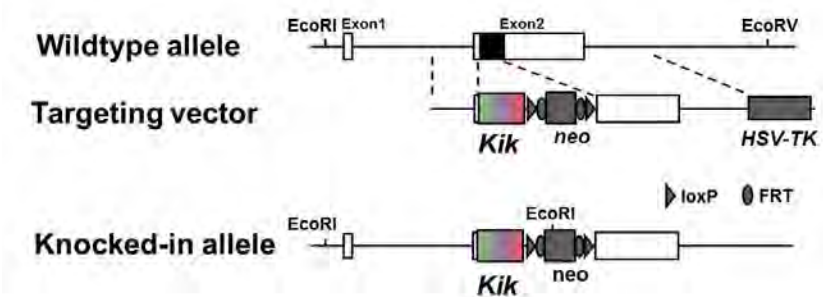 EcoRI Exon1 Exon2 EcoRV
Wildtype allele
Targeting vector
Kik neo HSV-TK
loxP FRT
EcoRI EcoRI
Knocked-in allele
Kik neo